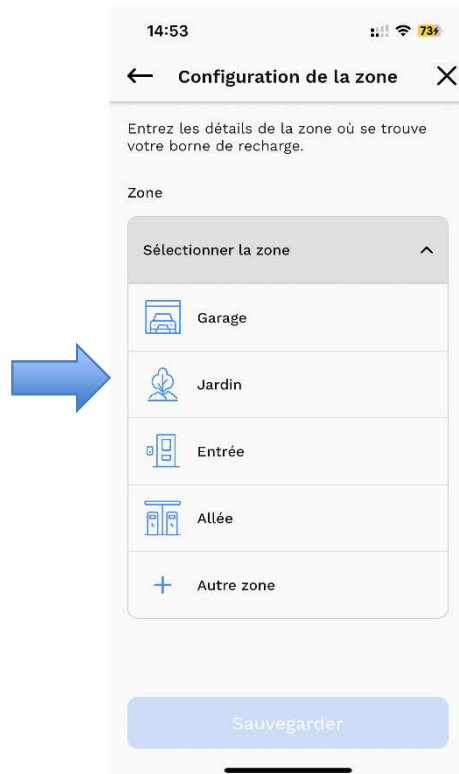 14:53
73
Configuration de la zone
Entrez les détails de la zone où se trouve
votre borne de recharge.
Zone
Sélectionner la zone
Garage
Jardin
Entrée
Allée
Autre zone
Sauvegarder